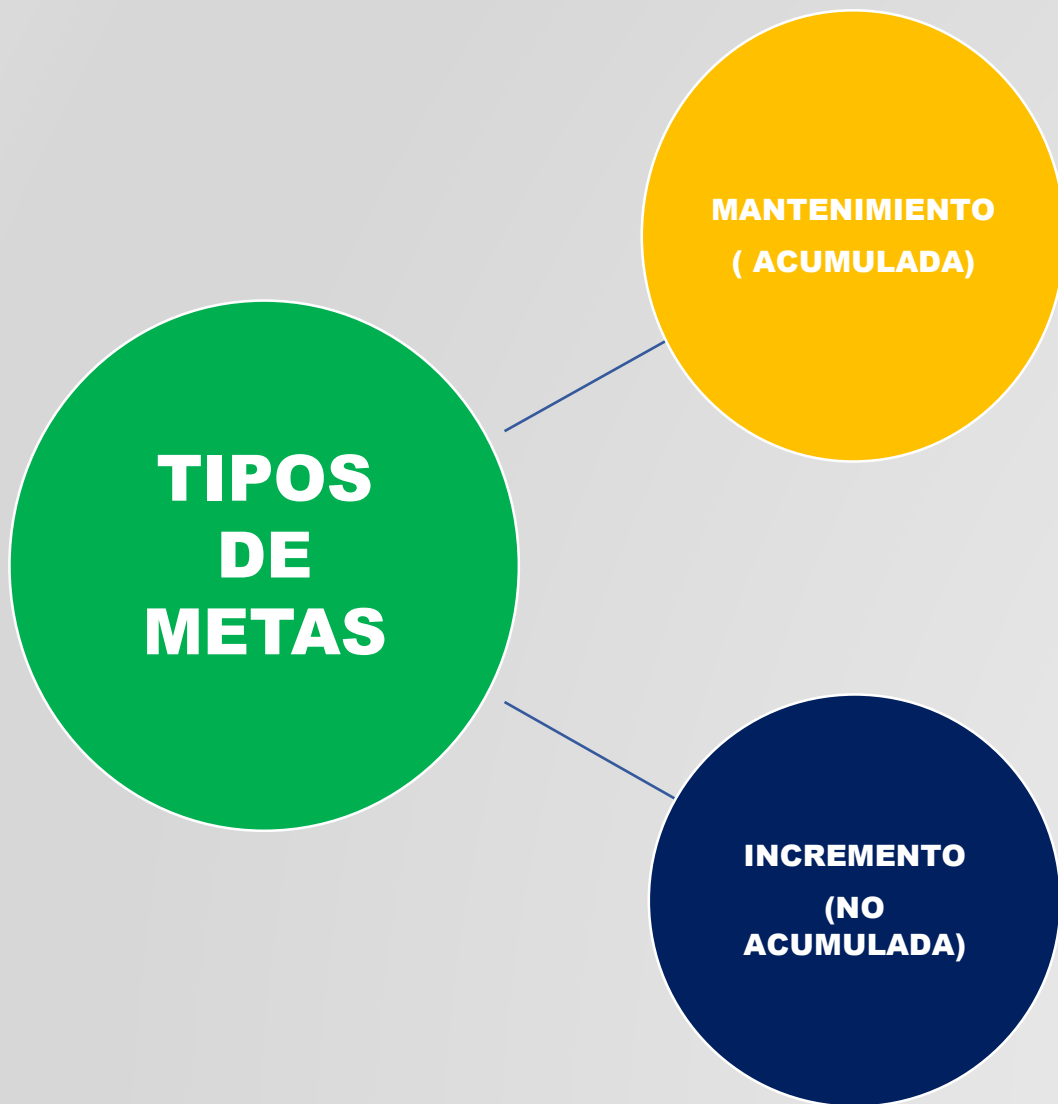 MANTENIMIENTO
( ACUMULADA)
TIPOS
DE
METAS
INCREMENTO
(NO
ACUMULADA)